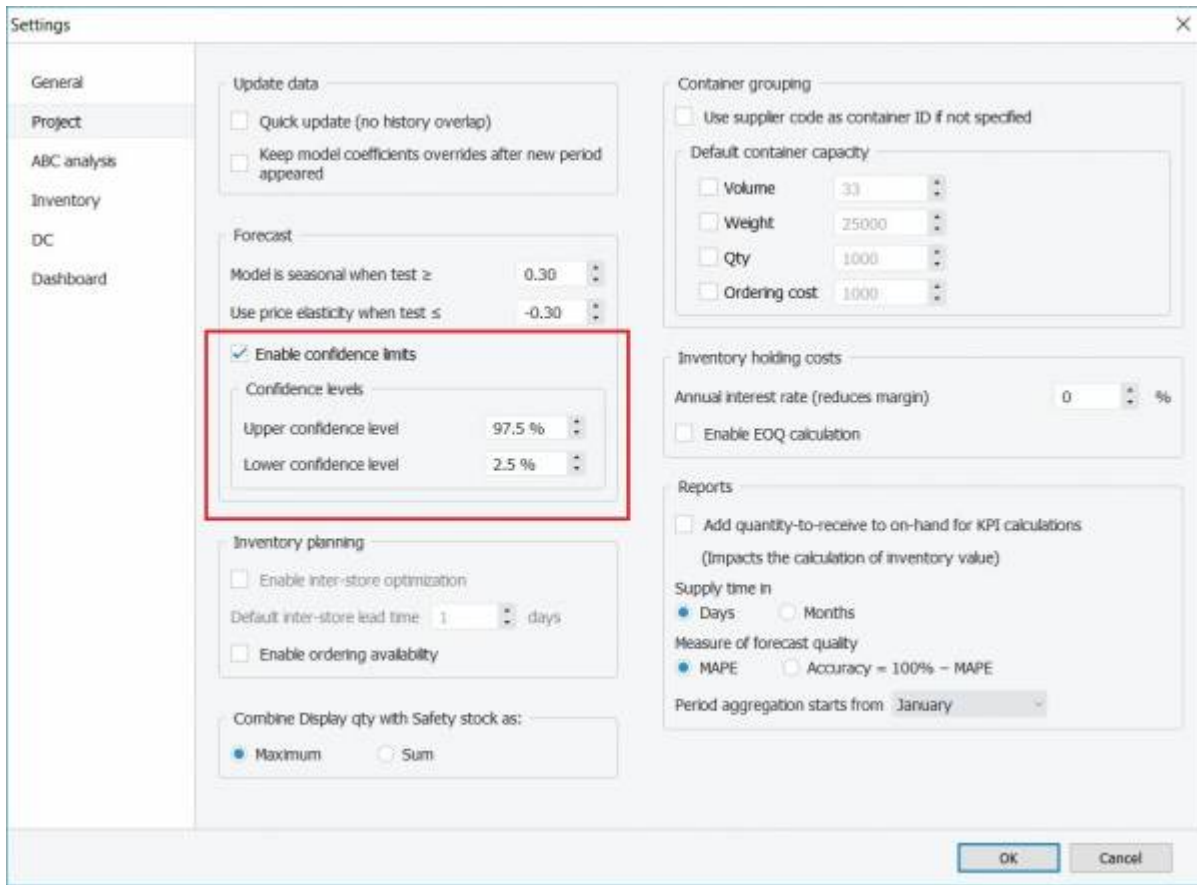 Settings
General
Project
ABC analysis
Inventory
DC
Dashboard
Update data
Quick update (no history overlap)
Keep model coefficients overrides after new period
appeared
Forecast
Model is seasonal when test ≥ 0.30
Use price elasticity when test ≤ -0.30
Enable confidence limits
Confidence levels
Upper confidence level 97.5 %
Lower confidence level 2.5 %
Inventory planning
Enable inter-store optimization
Default inter-store lead time 1 days
Enable ordering availability
Combine Display qty with Safety stock as:
Maximum Sum
Container grouping
Use supplier code as container ID if not specified
Default container capacity
Volume 33
Weight 25000
Qty 1000
Ordering cost 1000
Inventory holding costs
Annual interest rate (reduces margin) 0 %
Enable EOQ calculation
Reports
Add quantity-to-receive to on-hand for KPI calculations
(Impacts the calculation of inventory value)
Supply time in
Days Months
Measure of forecast quality
MAPE Accuracy = 100% − MAPE
Period aggregation starts from January
OK Cancel